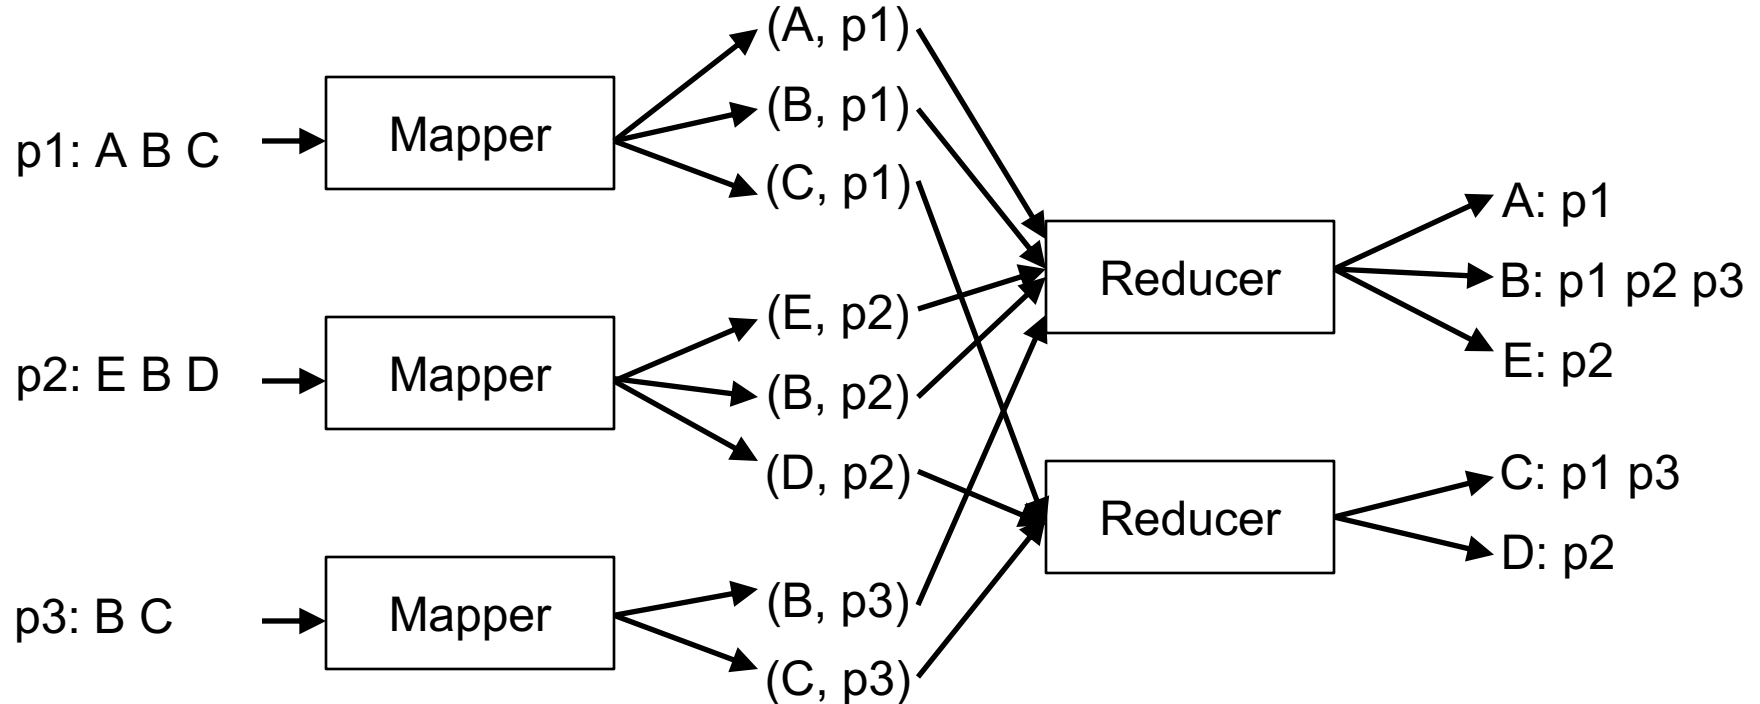 p1: A B C
Mapper
(A, p1)
(B, p1)
(C, p1)
p2: E B D
Mapper
(E, p2)
(B, p2)
(D, p2)
p3: B C
Mapper
(B, p3)
(C, p3)
Reducer
A: p1
B: p1 p2 p3
E: p2
Reducer
C: p1 p3
D: p2